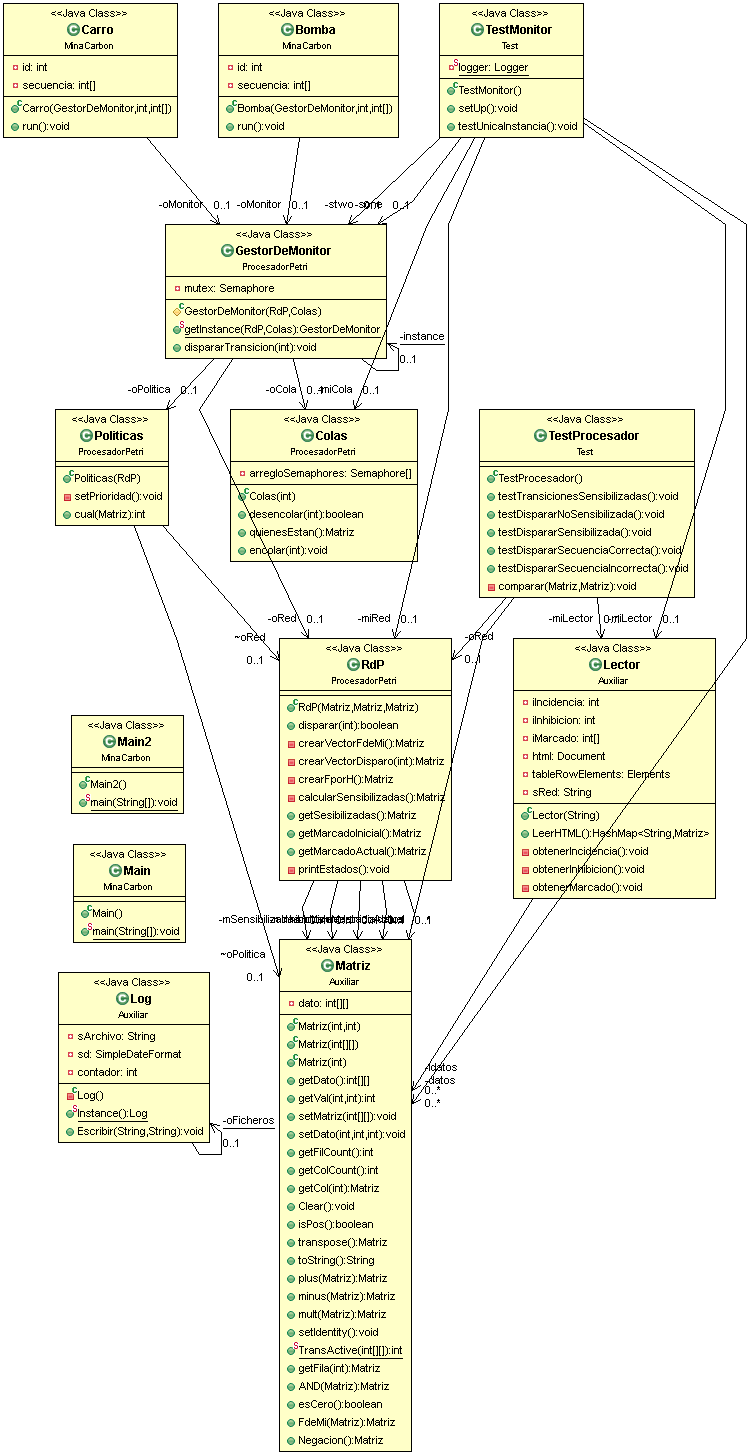 <<Java Class>>
Carro
MinaCarbon
id: int
secuencia: int[]
Carro(GestorDeMonitor,int,int[])
run():void
<<Java Class>>
Bomba
MinaCarbon
id: int
secuencia: int[]
Bomba(GestorDeMonitor,int,int[])
run():void
<<Java Class>>
TestMonitor
Test
logger: Logger
TestMonitor()
setUp():void
testUnicaInstancia():void
-oMonitor
0..1
-oMonitor
0..1
0..1
<<Java Class>>
GestorDeMonitor
ProcesadorPetri
mutex: Semaphore
GestorDeMonitor(RdP,Colas)
getInstance(RdP,Colas):GestorDeMonitor
dispararTransicion(int):void
-instance
0..1
-oPolitica
0..1
-oCola
0..1
-miCola
0..1
<<Java Class>>
Politicas
ProcesadorPetri
Politicas(RdP)
setPrioridad():void
cual(Matriz):int
<<Java Class>>
Colas
ProcesadorPetri
arregloSemaphores: Semaphore[]
Colas(int)
desencolar(int):boolean
quienesEstan():Matriz
encolar(int):void
<<Java Class>>
TestProcesador
Test
TestProcesador()
testTransicionesSensibilizadas():void
testDispararNoSensibilizada():void
testDispararSensibilizada():void
testDispararSecuenciaCorrecta():void
testDispararSecuenciaIncorrecta():void
comparar(Matriz,Matriz):void
-oRed
0..1
-miRed
0..1
-miLector
-miLector
0..1
~oRed
0..1
-oRed
0..1
<<Java Class>>
RdP
ProcesadorPetri
RdP(Matriz,Matriz,Matriz)
disparar(int):boolean
crearVectorFdeMi():Matriz
crearVectorDisparo(int):Matriz
crearFporH():Matriz
calcularSensibilizadas():Matriz
getSesibilizadas():Matriz
getMarcadoInicial():Matriz
getMarcadoActual():Matriz
printEstados():void
<<Java Class>>
Lector
Auxiliar
iIncidencia: int
iInhibicion: int
iMarcado: int[]
html: Document
tableRowElements: Elements
sRed: String
Lector(String)
LeerHTML():HashMap<String,Matriz>
obtenerIncidencia():void
obtenerInhibicion():void
obtenerMarcado():void
<<Java Class>>
Main2
MinaCarbon
Main2()
main(String[]):void
<<Java Class>>
Main
MinaCarbon
Main()
main(String[]):void
~oPolitica
0..1
<<Java Class>>
Log
Auxiliar
sArchivo: String
sd: SimpleDateFormat
contador: int
Log()
Instance():Log
Escribir(String,String):void
-oFicheros
0..1
<<Java Class>>
Matriz
Auxiliar
dato: int[][]
Matriz(int,int)
Matriz(int[][])
Matriz(int)
getDato():int[][]
getVal(int,int):int
setMatriz(int[][]):void
setDato(int,int,int):void
getFilCount():int
getColCount():int
getCol(int):Matriz
Clear():void
isPos():boolean
transpose():Matriz
toString():String
plus(Matriz):Matriz
minus(Matriz):Matriz
mult(Matriz):Matriz
setIdentity():void
TransActive(int[][]):int
getFila(int):Matriz
AND(Matriz):Matriz
esCero():boolean
FdeMi(Matriz):Matriz
Negacion():Matriz
-datos
0..*
0..*